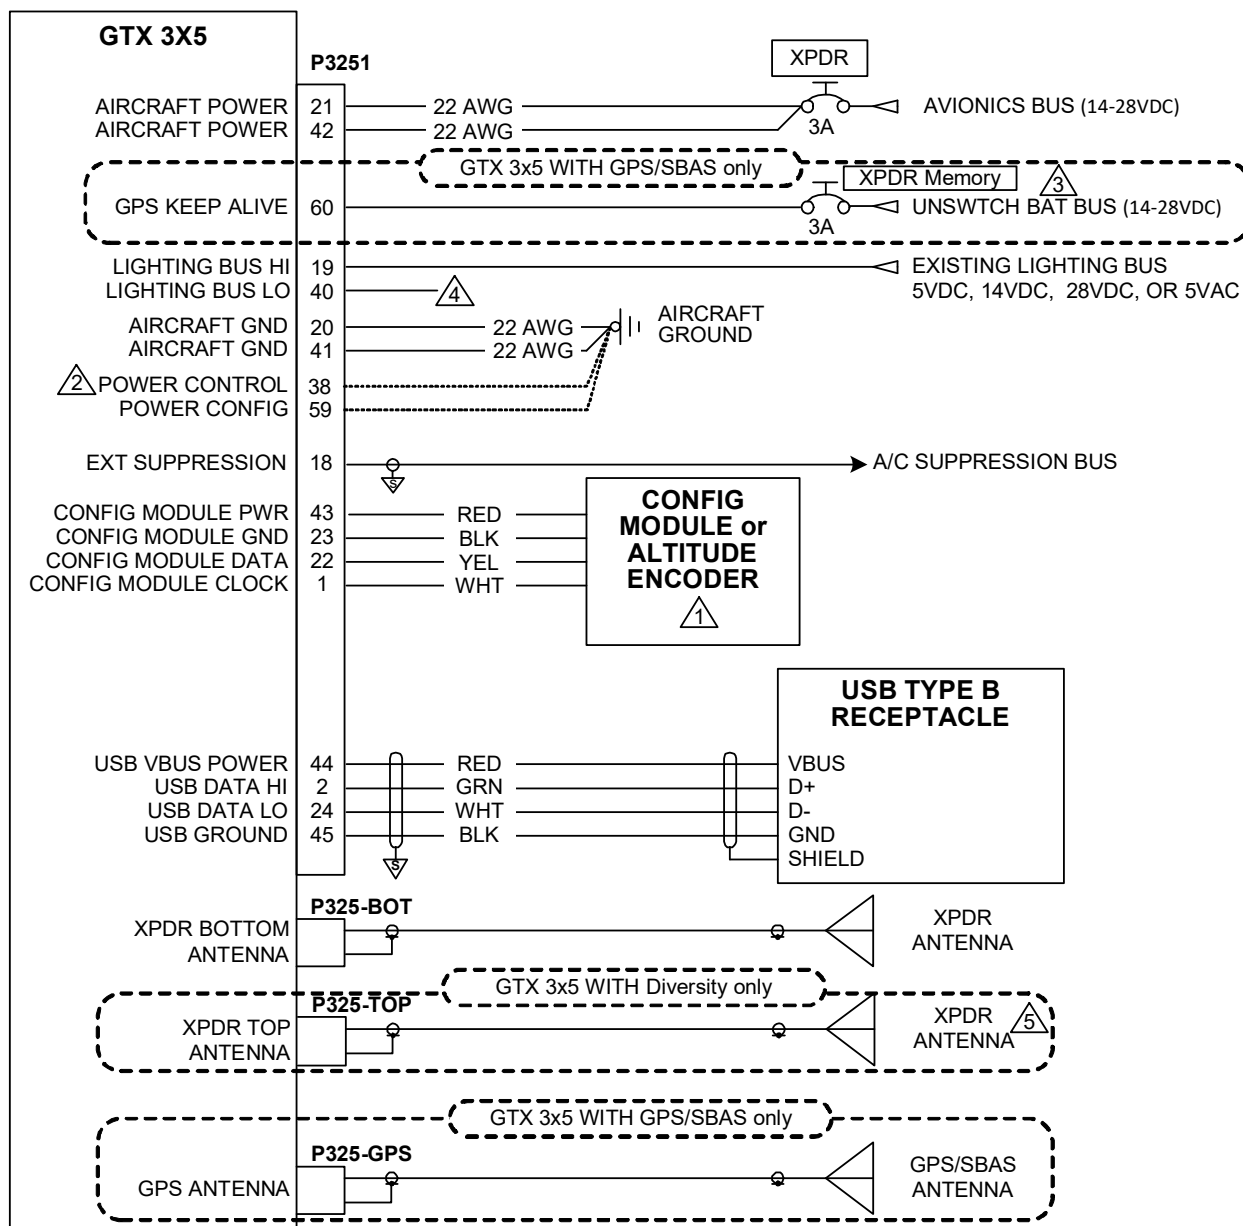 GTX 3X5
P3251
XPDR
AIRCRAFT POWER 21 22 AWG AVIONICS BUS (14-28VDC)
AIRCRAFT POWER 42 22 AWG 3A
GTX 3x5 WITH GPS/SBAS only
XPDR Memory 3
GPS KEEP ALIVE 60 UNSWTCH BAT BUS (14-28VDC)
3A
LIGHTING BUS HI 19 EXISTING LIGHTING BUS
LIGHTING BUS LO 40 4 5VDC, 14VDC, 28VDC, OR 5VAC
AIRCRAFT GND 20 22 AWG AIRCRAFT
AIRCRAFT GND 41 22 AWG GROUND
2 POWER CONTROL 38
POWER CONFIG 59
EXT SUPPRESSION 18 A/C SUPPRESSION BUS
S
CONFIG MODULE PWR 43 RED
CONFIG MODULE GND 23 BLK
CONFIG MODULE DATA 22 YEL
CONFIG MODULE CLOCK 1 WHT
CONFIG
MODULE or
ALTITUDE
ENCODER
1
USB TYPE B
RECEPTACLE
USB VBUS POWER 44 RED VBUS
USB DATA HI 2 GRN D+
USB DATA LO 24 WHT D-
USB GROUND 45 BLK GND
S SHIELD
P325-BOT
XPDR BOTTOM
ANTENNA
XPDR
ANTENNA
GTX 3x5 WITH Diversity only
P325-TOP
XPDR TOP
ANTENNA
XPDR
ANTENNA 5
GTX 3x5 WITH GPS/SBAS only
P325-GPS
GPS ANTENNA
GPS/SBAS
ANTENNA